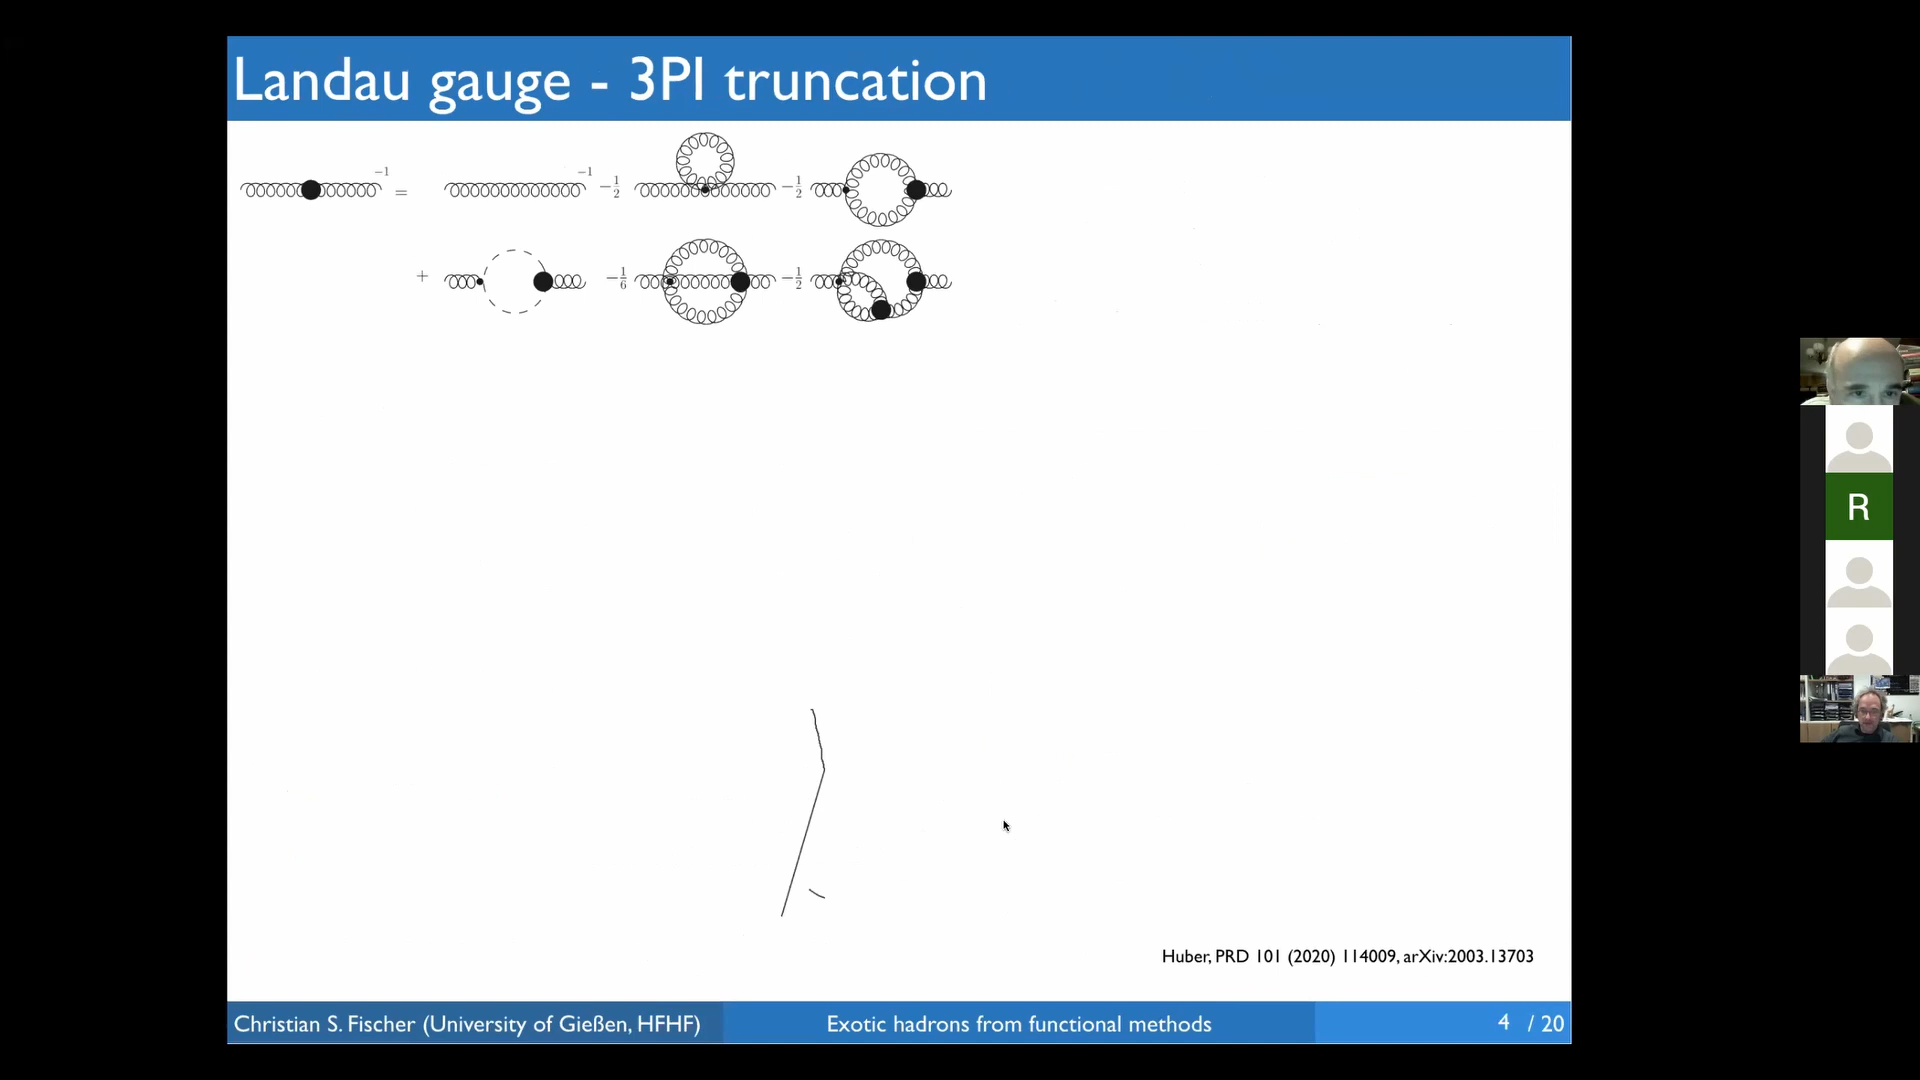 Landau gauge - 3PI truncation
−1 = −1 −1/2 −1/2
+ −1/6 −1/2
R
Huber, PRD 101 (2020) 114009, arXiv:2003.13703
Christian S. Fischer (University of Gießen, HFHF) Exotic hadrons from functional methods 4 / 20